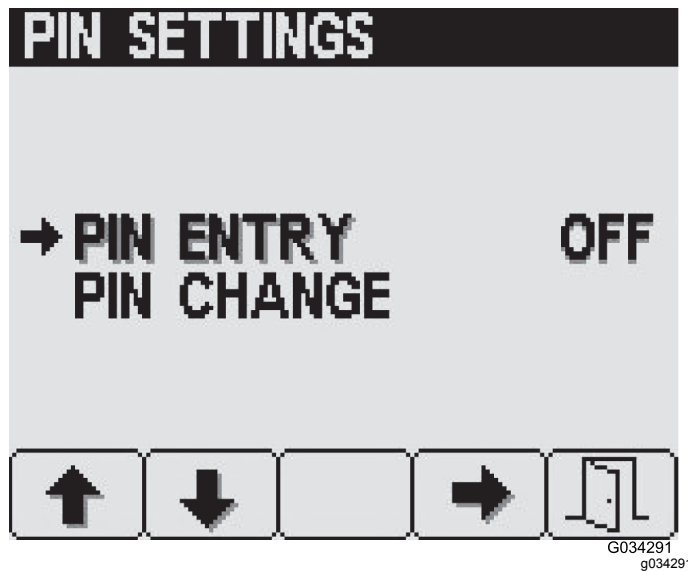 PIN SETTINGS
PIN ENTRY OFF
PIN CHANGE
G034291
g034291